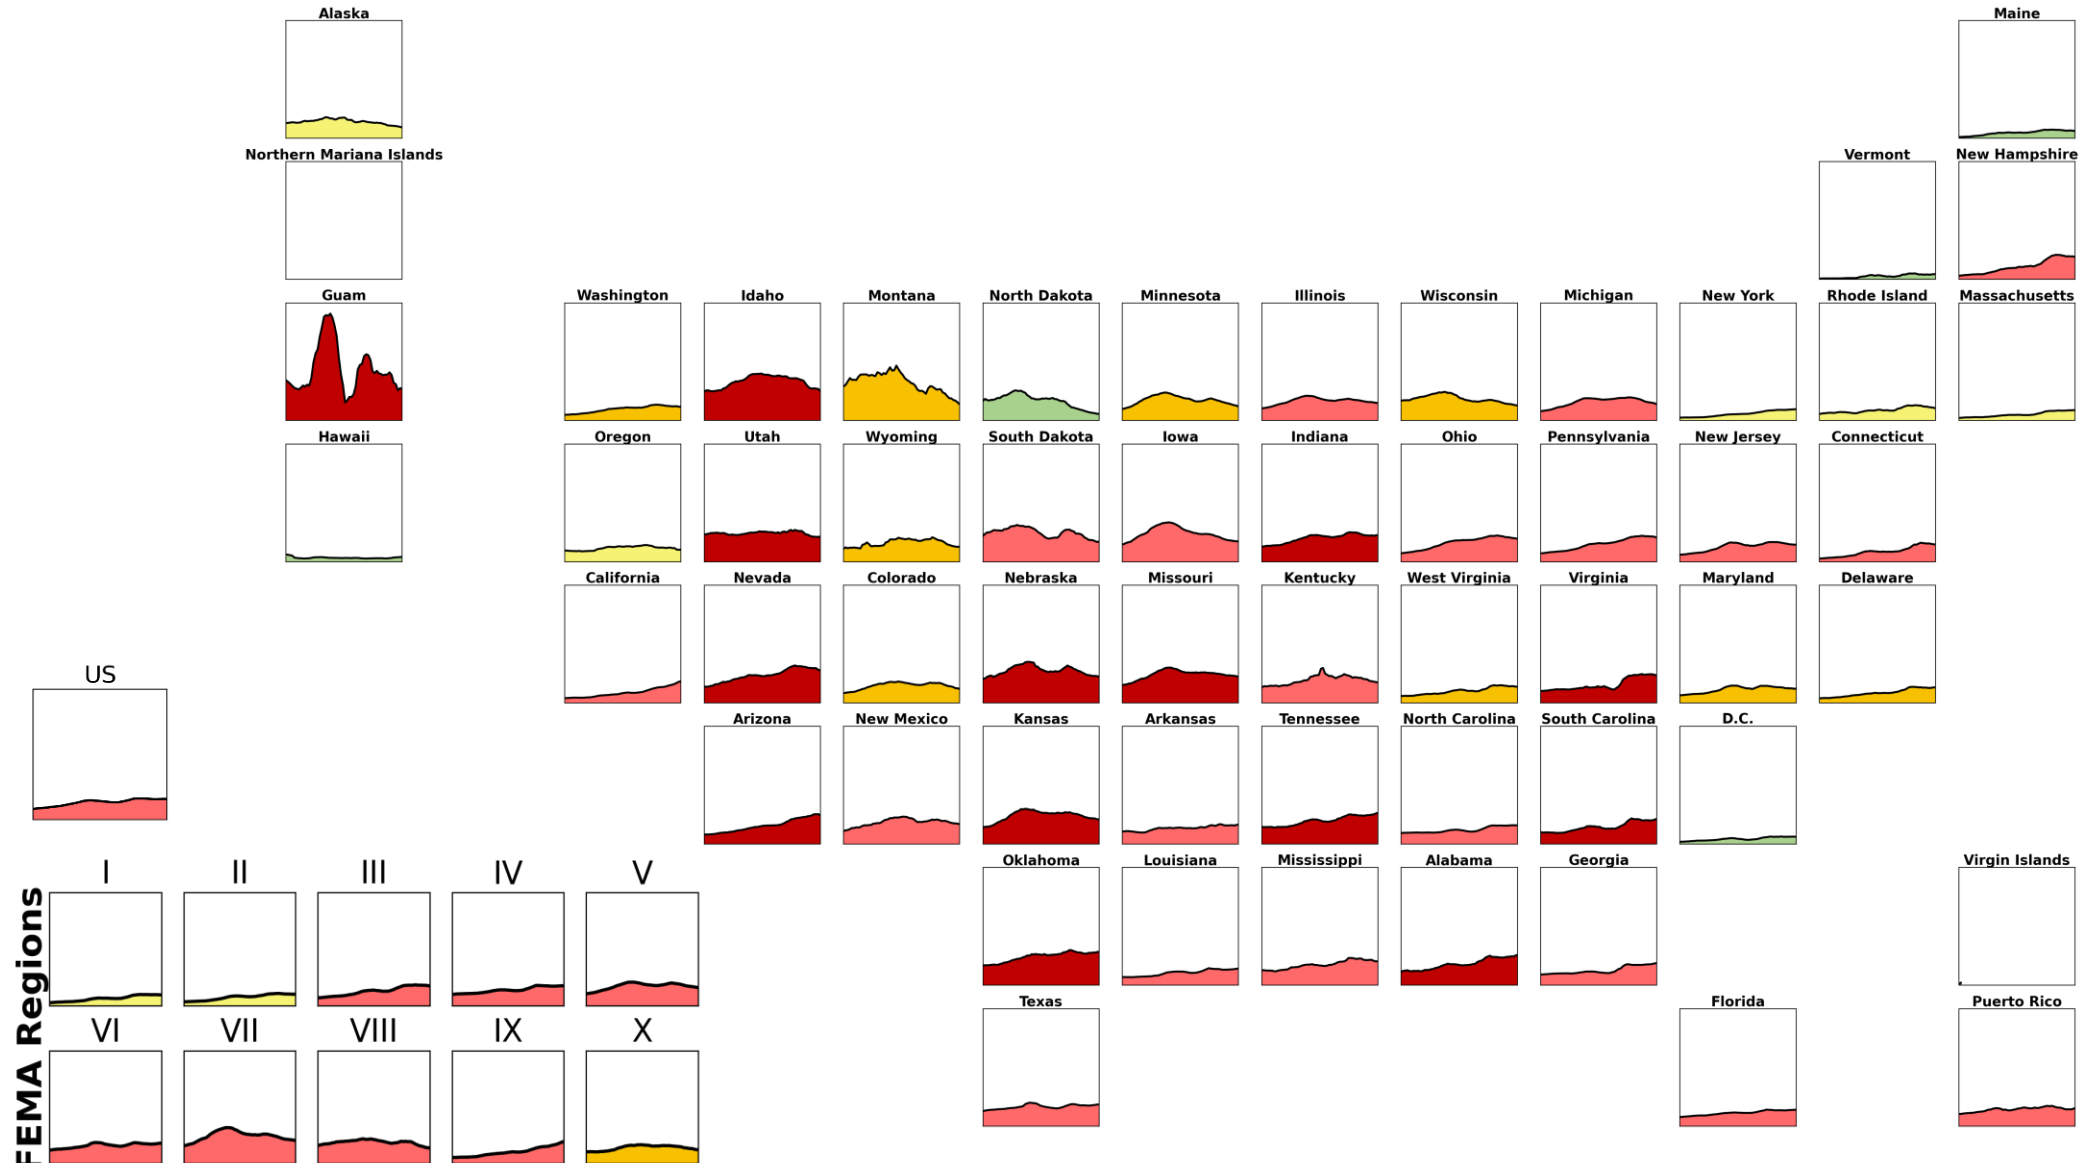 Alaska
Maine
Northern Mariana Islands
Vermont
New Hampshire
Guam
Washington
Idaho
Montana
North Dakota
Minnesota
Illinois
Wisconsin
Michigan
New York
Rhode Island
Massachusetts
Hawaii
Oregon
Utah
Wyoming
South Dakota
Iowa
Indiana
Ohio
Pennsylvania
New Jersey
Connecticut
California
Nevada
Colorado
Nebraska
Missouri
Kentucky
West Virginia
Virginia
Maryland
Delaware
US
Arizona
New Mexico
Kansas
Arkansas
Tennessee
North Carolina
South Carolina
D.C.
Oklahoma
Louisiana
Mississippi
Alabama
Georgia
Virgin Islands
Texas
Florida
Puerto Rico
FEMA Regions
I
II
III
IV
V
VI
VII
VIII
IX
X